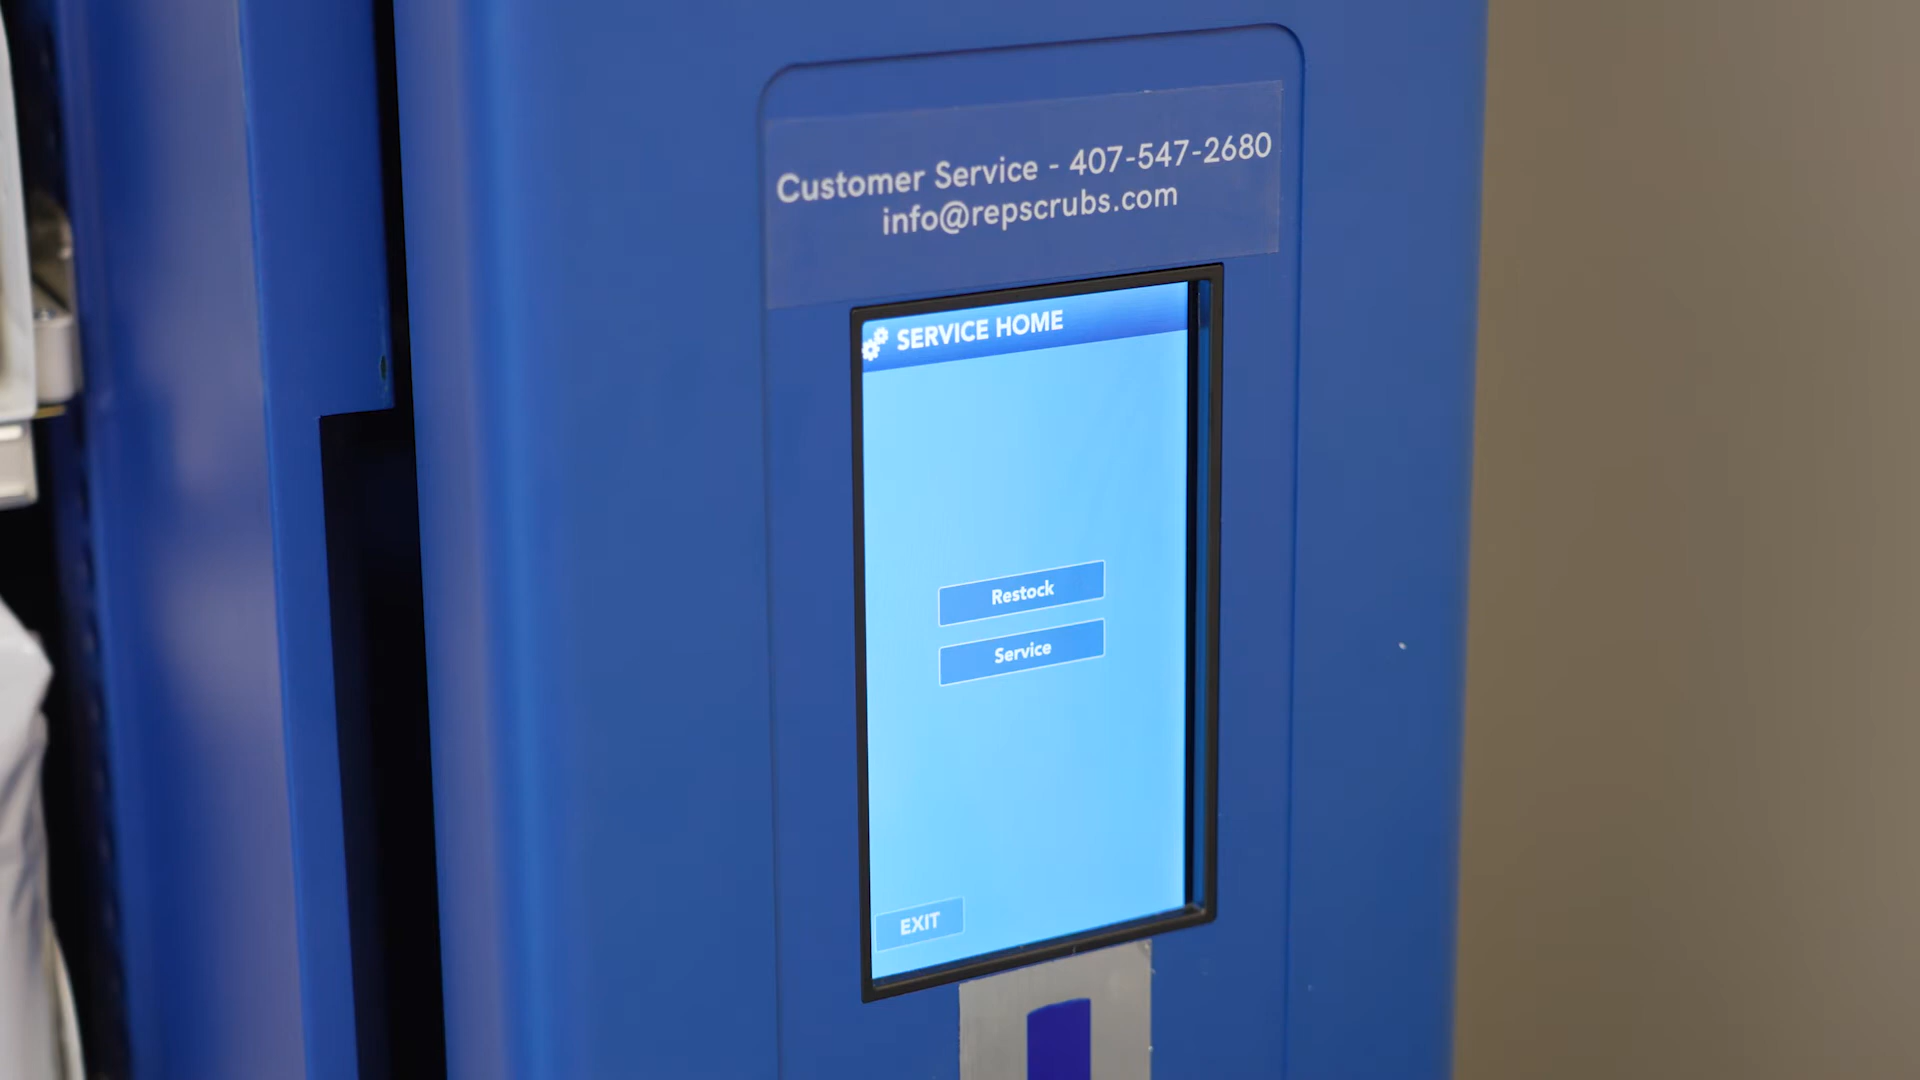 Customer Service - 407-547-2680
info@repscrubs.com
SERVICE HOME
Restock
Service
EXIT